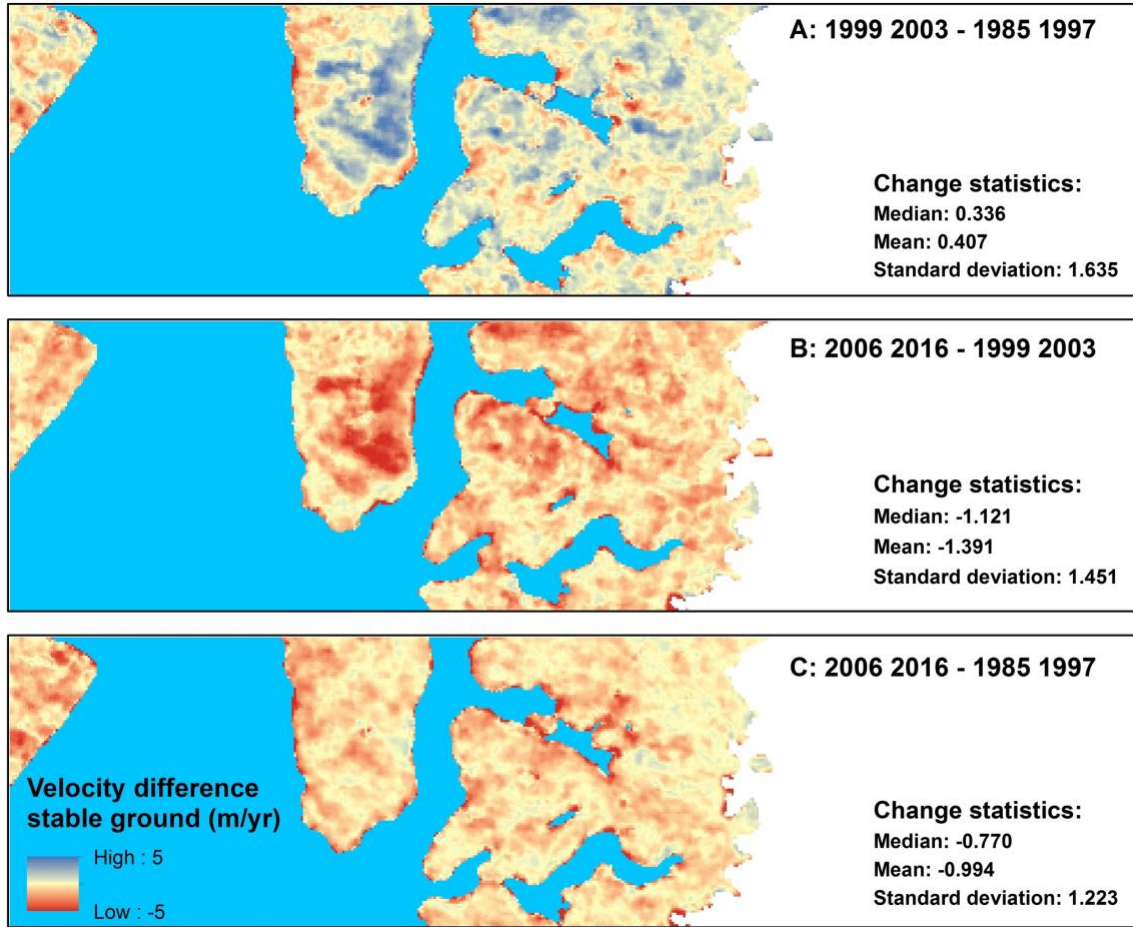 A: 1999 2003 - 1985 1997
Change statistics:
Median: 0.336
Mean: 0.407
Standard deviation: 1.635
B: 2006 2016 - 1999 2003
Change statistics:
Median: -1.121
Mean: -1.391
Standard deviation: 1.451
C: 2006 2016 - 1985 1997
Velocity difference
stable ground (m/yr)
High : 5
Low : -5
Change statistics:
Median: -0.770
Mean: -0.994
Standard deviation: 1.223